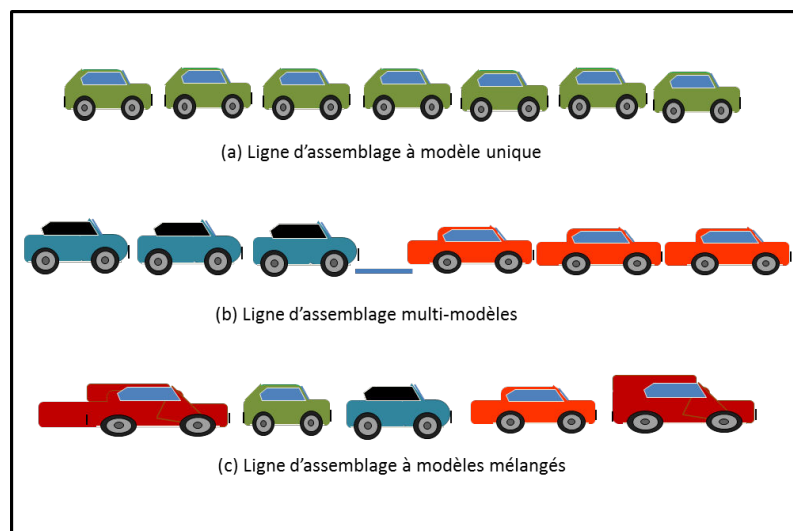 (a) Ligne d’assemblage à modèle unique
(b) Ligne d’assemblage multi-modèles
(c) Ligne d’assemblage à modèles mélangés